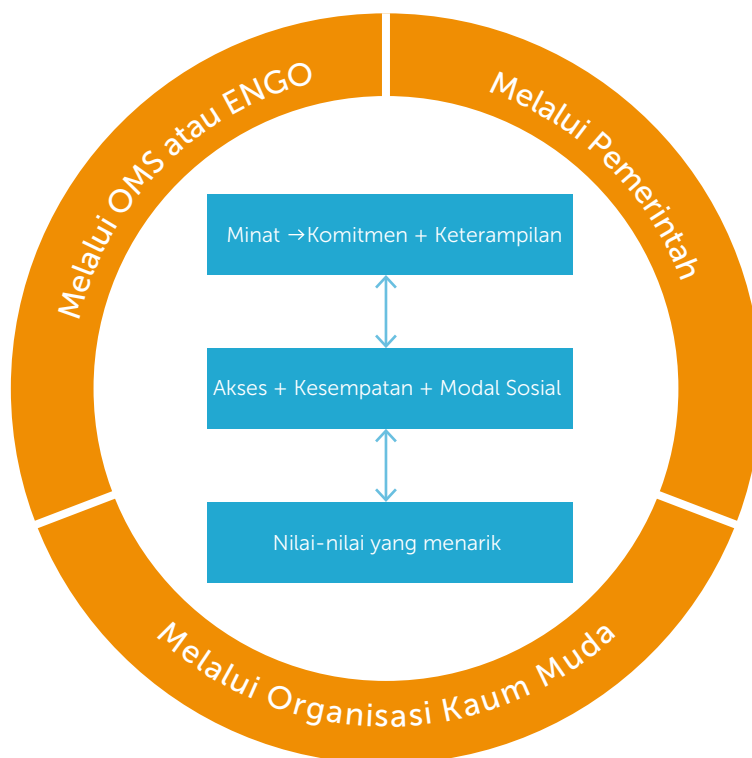 Melalui OMS atau ENGO
Melalui Pemerintah
Minat →Komitmen + Keterampilan
Akses + Kesempatan + Modal Sosial
Nilai-nilai yang menarik
Melalui Organisasi Kaum Muda